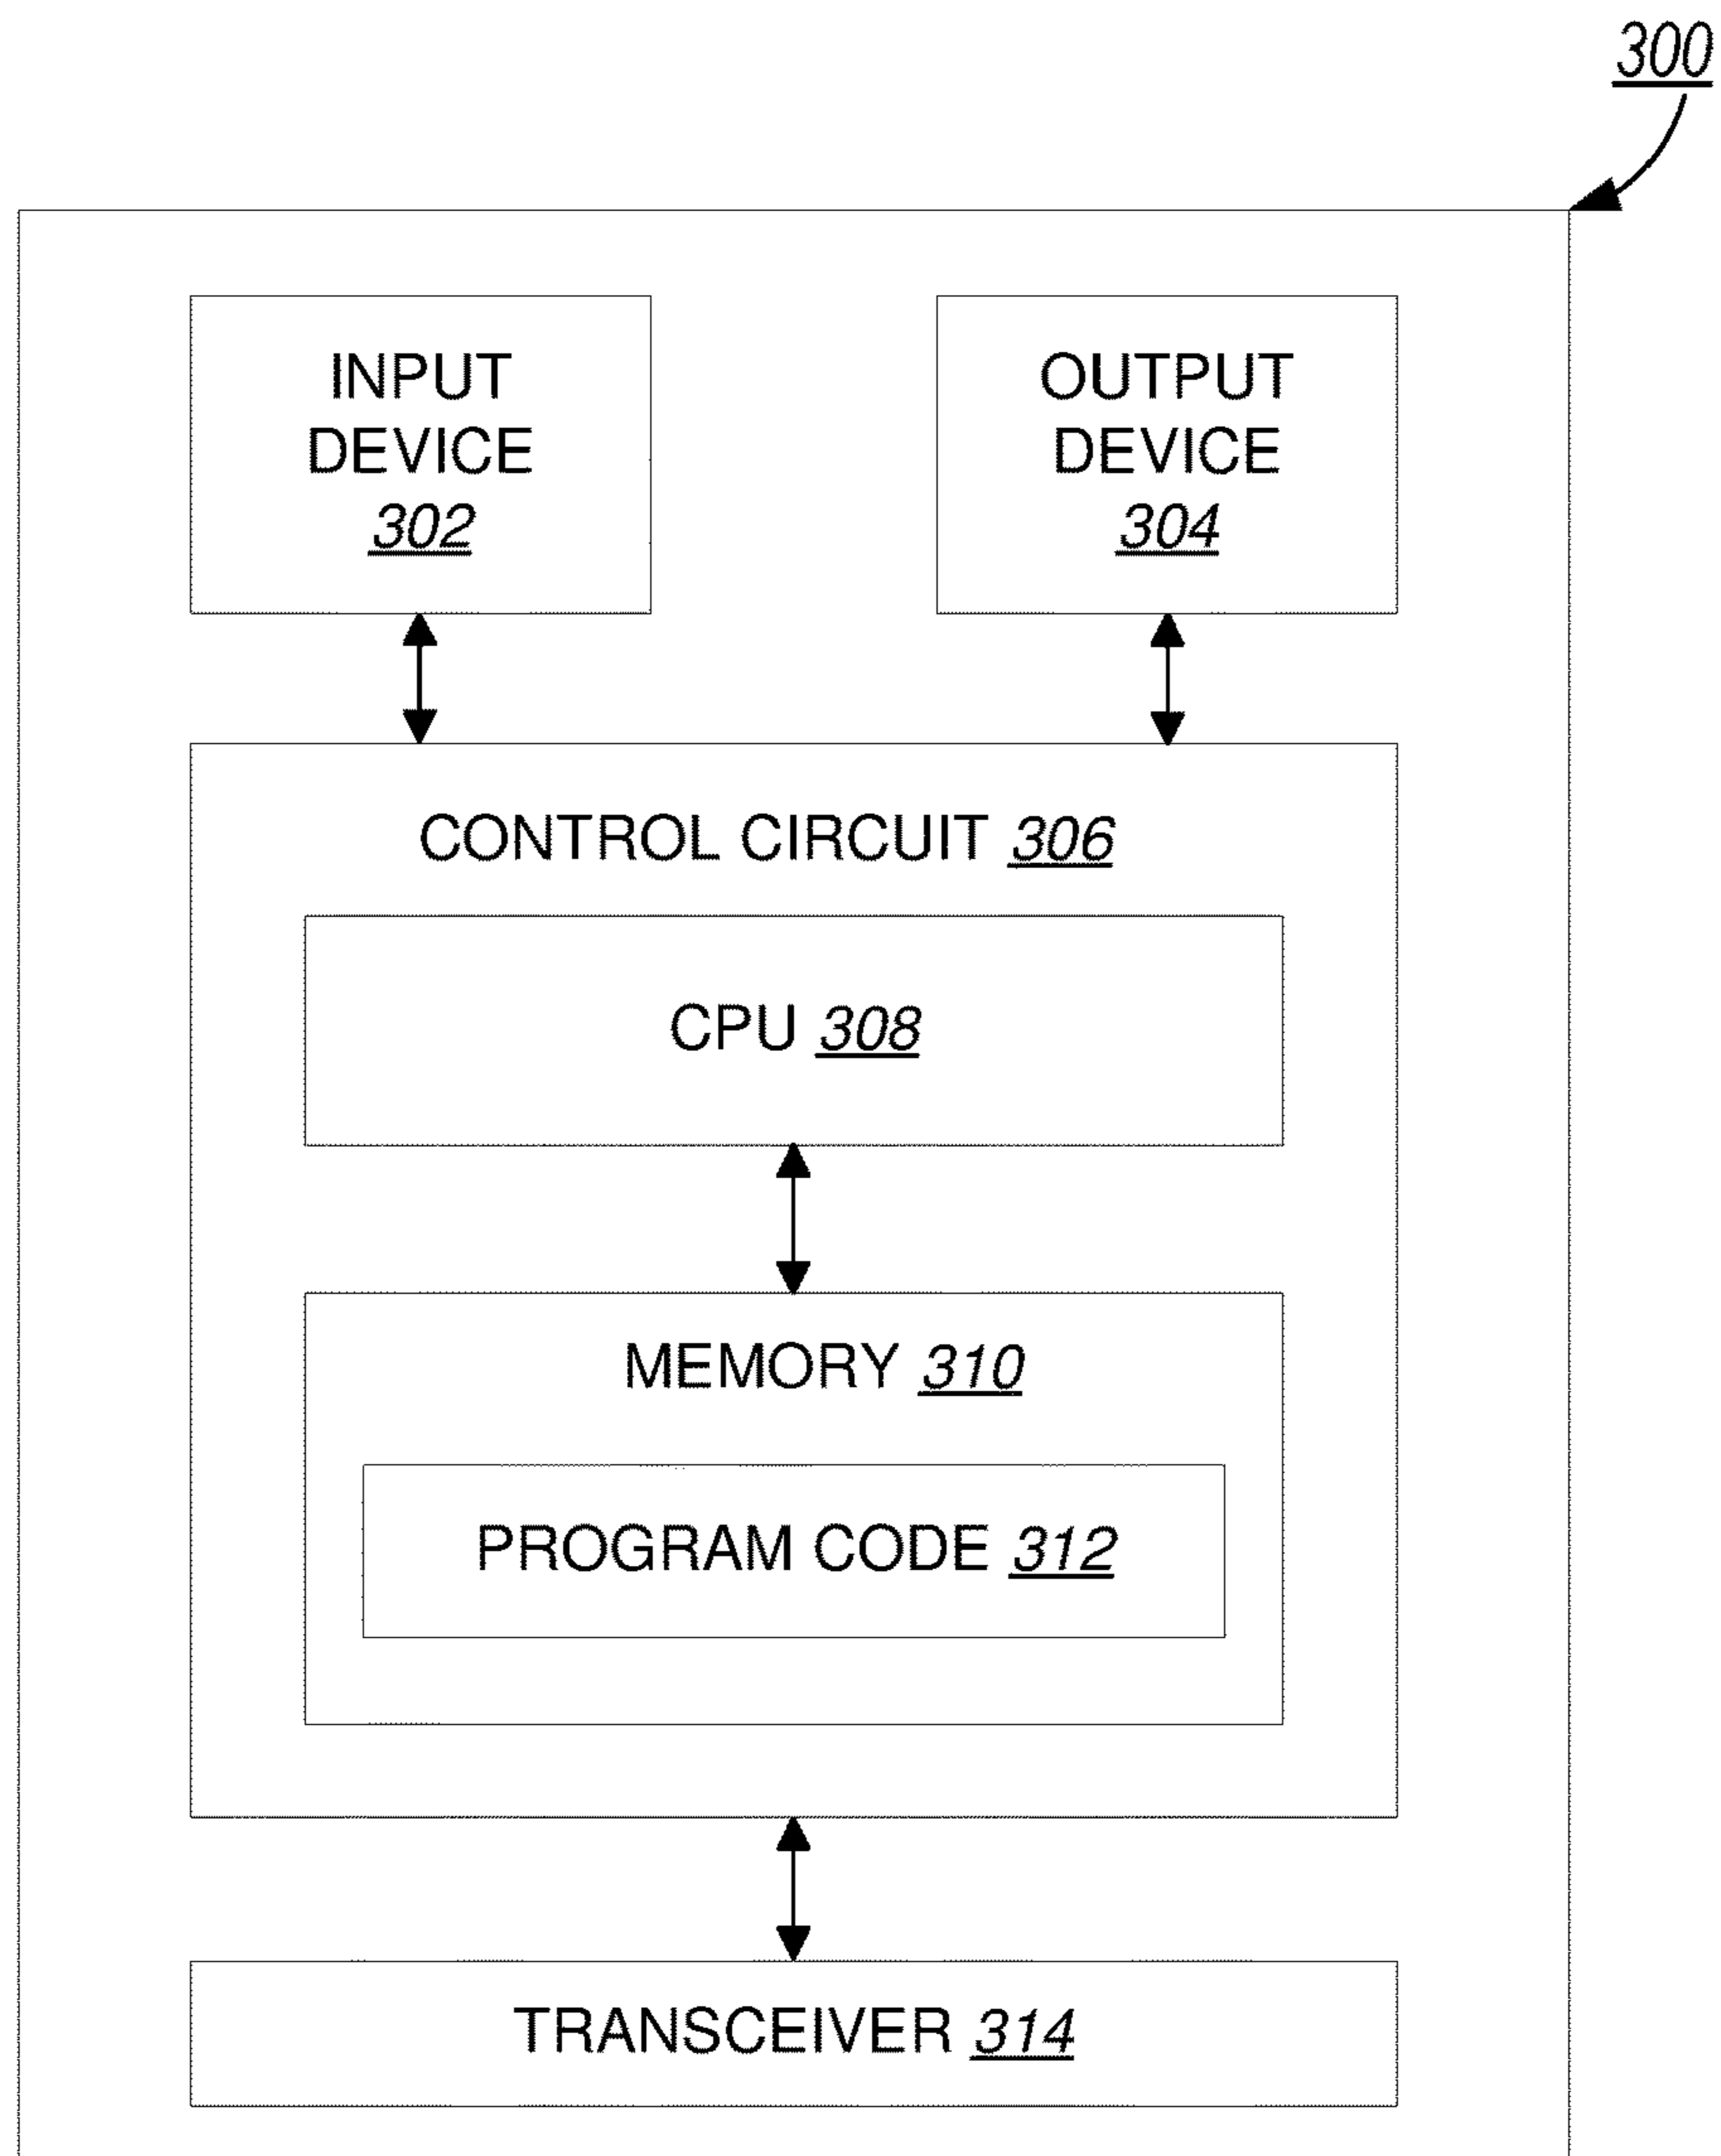 300
INPUT
DEVICE
302
OUTPUT
DEVICE
304
CONTROL CIRCUIT 306
CPU 308
MEMORY 310
PROGRAM CODE 312
TRANSCEIVER 314